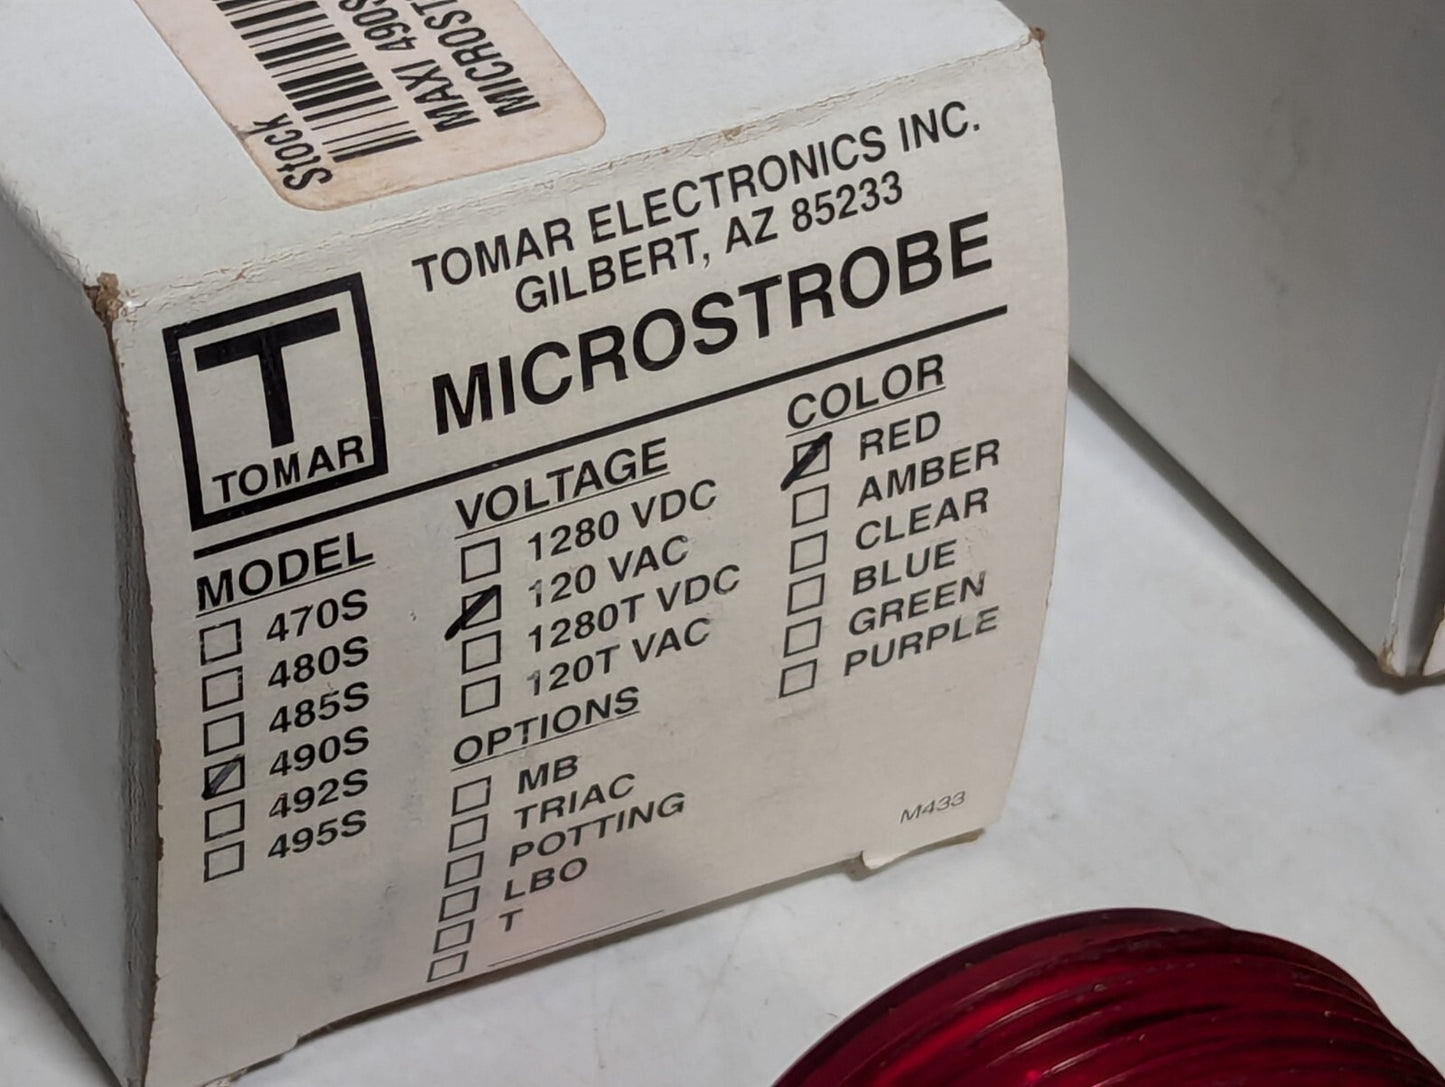 Stock
MAXI 490S
TOMAR ELECTRONICS INC.
GILBERT, AZ 85233
MICROSTROBE
T
TOMAR
MODEL
470S
480S
485S
490S
492S
495S
VOLTAGE
1280 VDC
120 VAC
1280T VDC
120T VAC
OPTIONS
MB
TRIAC
POTTING
LBO
T
COLOR
RED
AMBER
CLEAR
BLUE
GREEN
PURPLE
M433